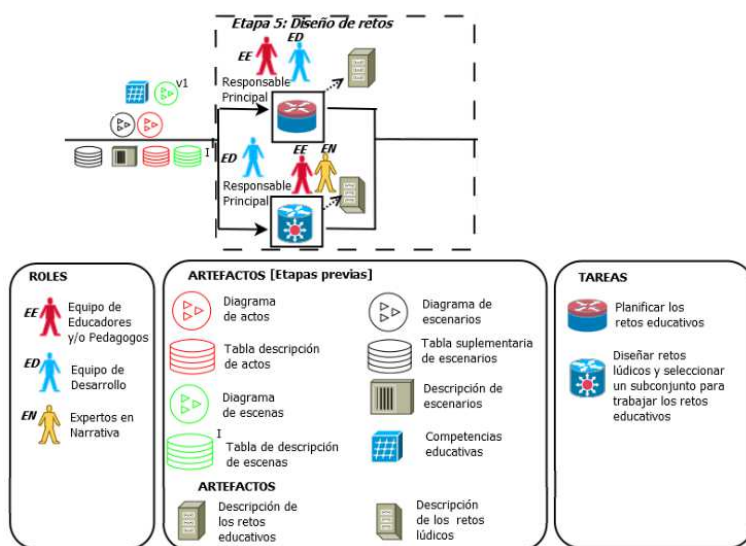 Etapa 5: Diseño de retos
ED
EE
Responsable
Principal
V1
I
ED
EE
EN
Responsable
Principal
ROLES
EE
Equipo de
Educadores
y/o Pedagogos
ED
Equipo de
Desarrollo
EN
Expertos en
Narrativa
ARTEFACTOS [Etapas previas]
Diagrama
de actos
Tabla descripción
de actos
Diagrama
de escenas
I
Tabla de descripción
de escenas
Diagrama de
escenarios
Tabla suplementaria
de escenarios
Descripción de
escenarios
Competencias
educativas
ARTEFACTOS
Descripción de
los retos
educativos
Descripción
de los retos
lúdicos
TAREAS
Planificar los
retos educativos
Diseñar retos
lúdicos y seleccionar
un subconjunto para
trabajar los retos
educativos